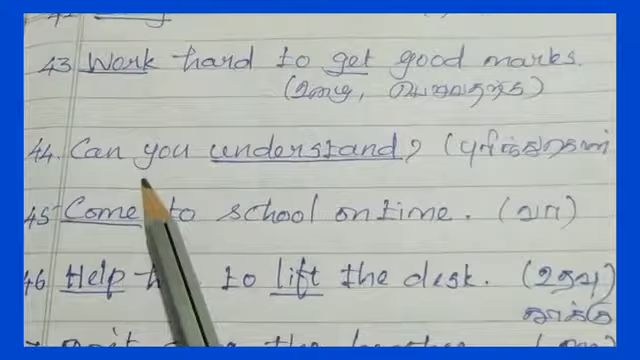 43 Work hard to get good marks.
(உழை, பெறுவதற்கு)
44. Can you understand? (புரிந்துகொள்
45 Come to school on time. (வா)
46 Help to lift the desk. (உதவு)
தூக்கு